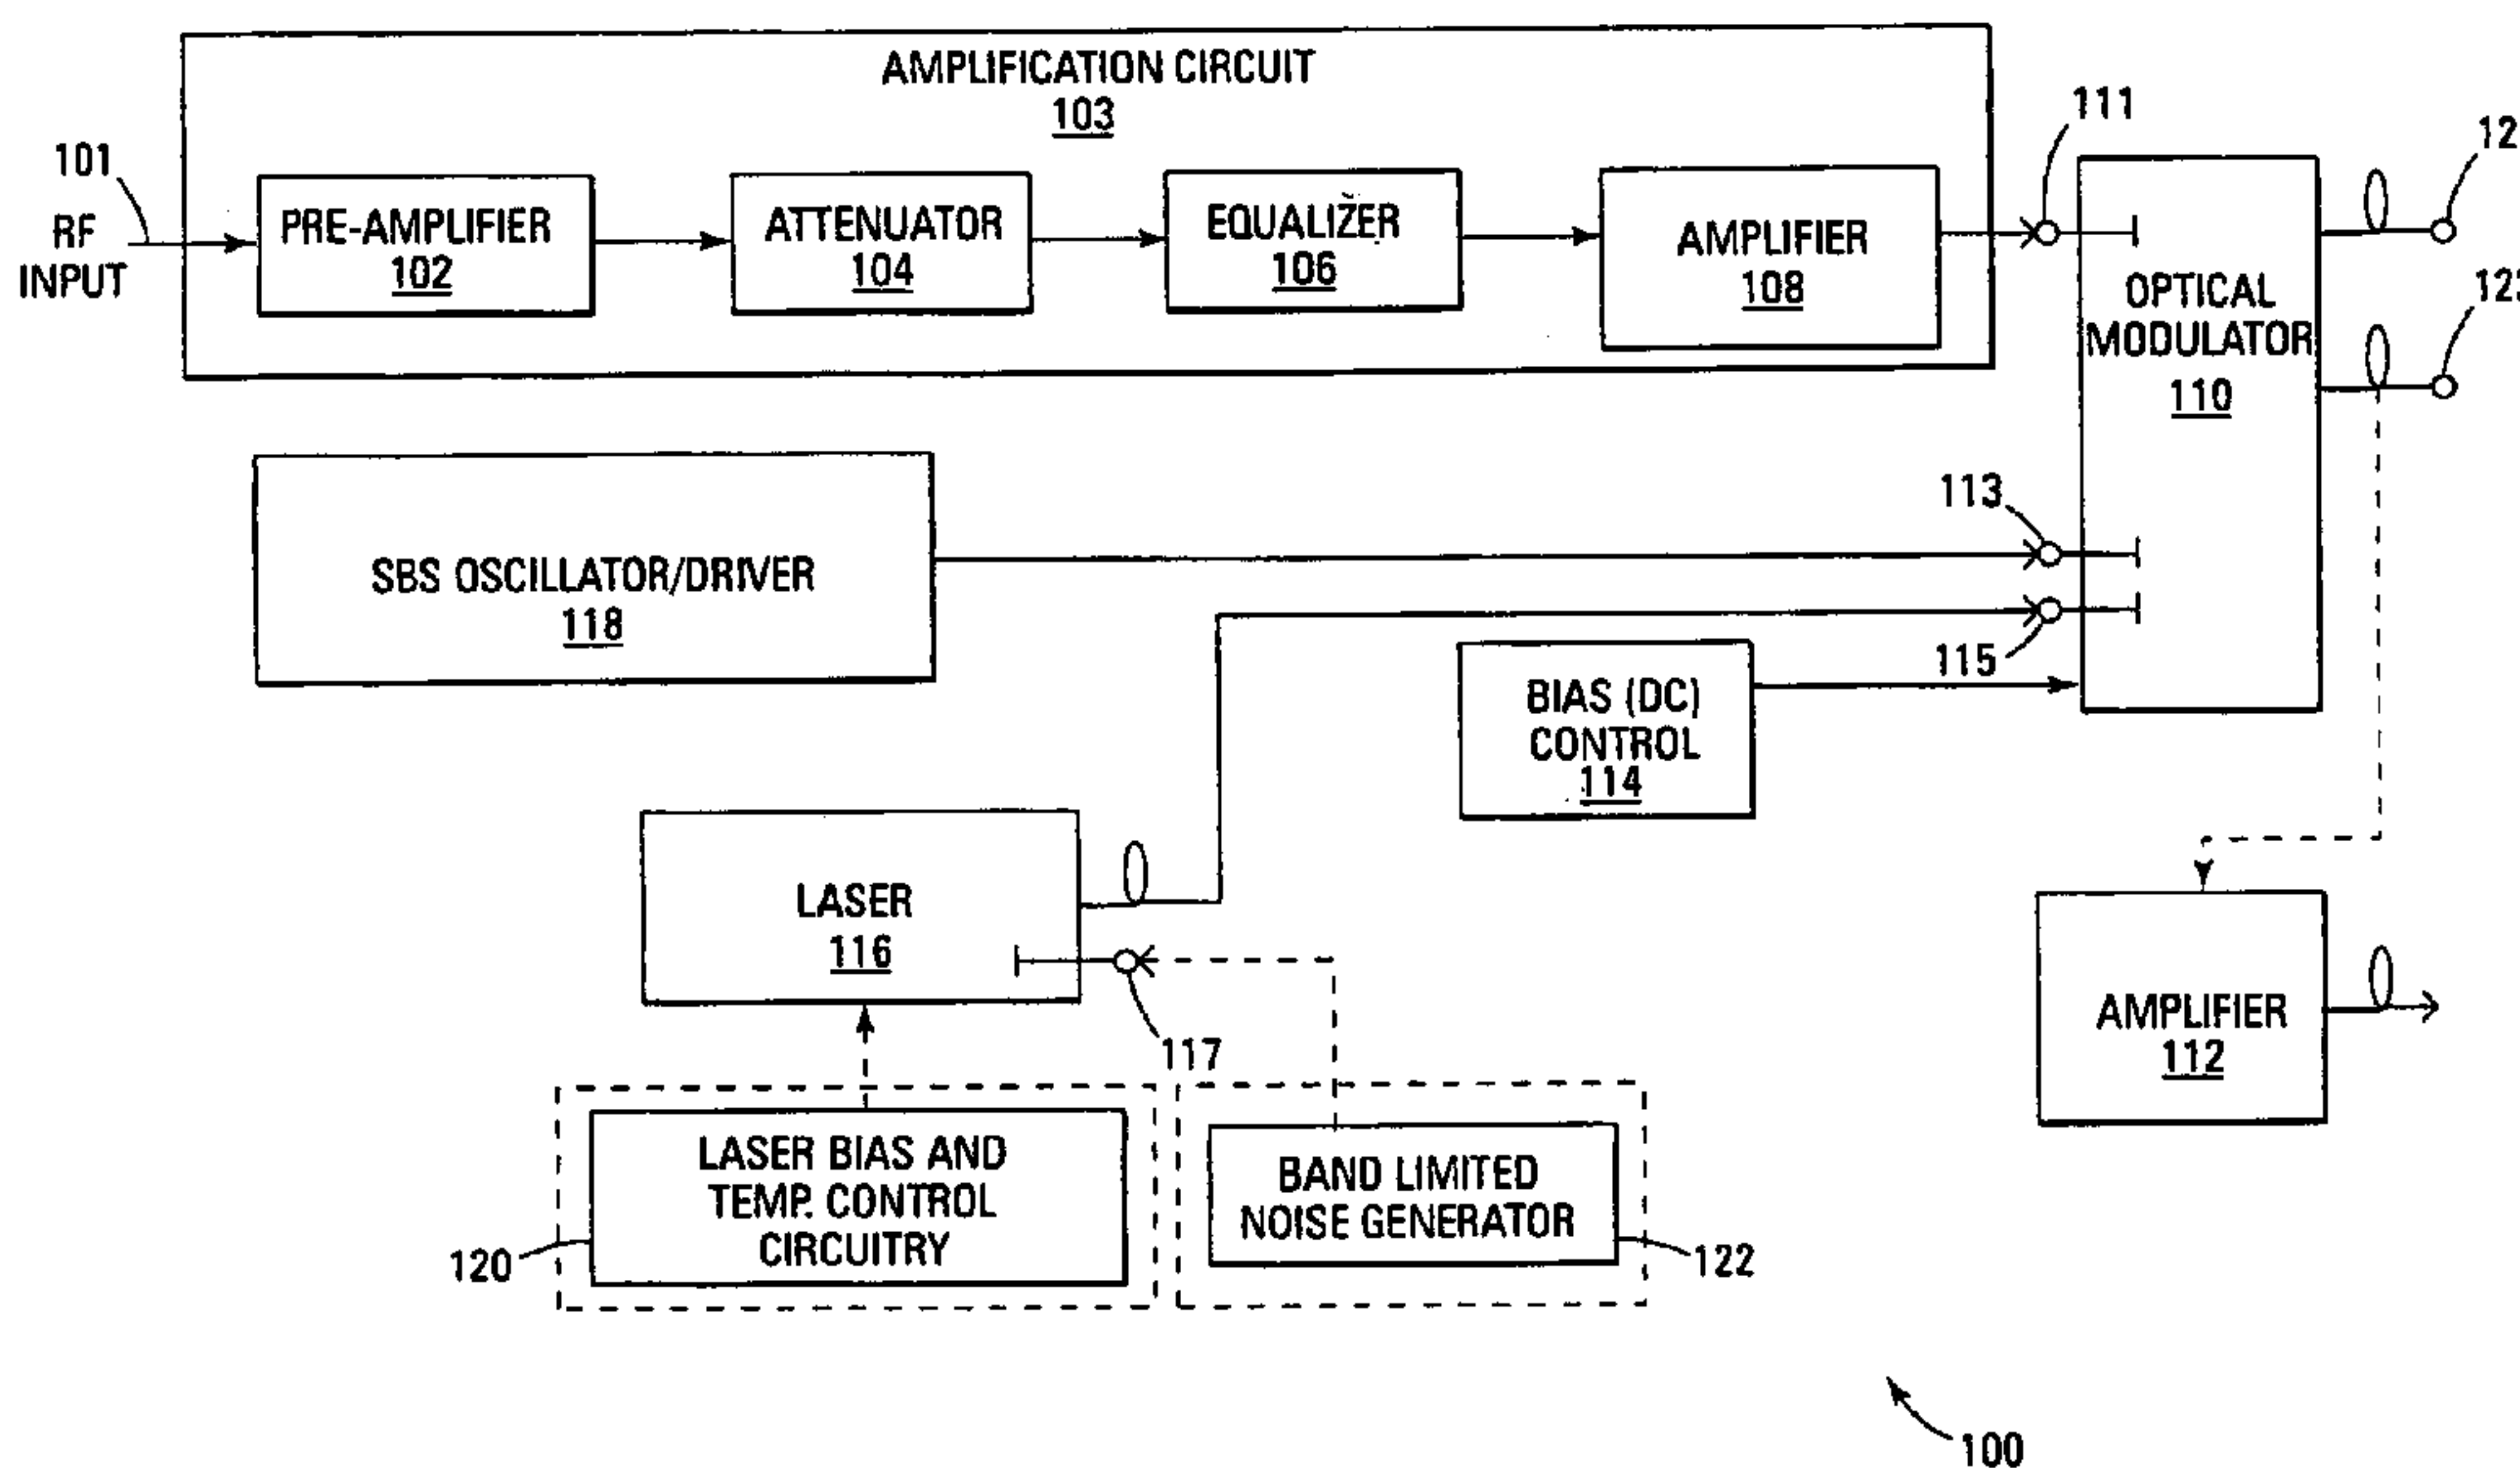 AMPLIFICATION CIRCUIT
103
111
101
RF
INPUT
PRE-AMPLIFIER
102
ATTENUATOR
104
EQUALIZER
106
AMPLIFIER
108
OPTICAL
MODULATOR
110
113
SBS OSCILLATOR/DRIVER
118
115
BIAS (DC)
CONTROL
114
LASER
116
117
AMPLIFIER
112
LASER BIAS AND
TEMP. CONTROL
CIRCUITRY
120
BAND LIMITED
NOISE GENERATOR
122
100